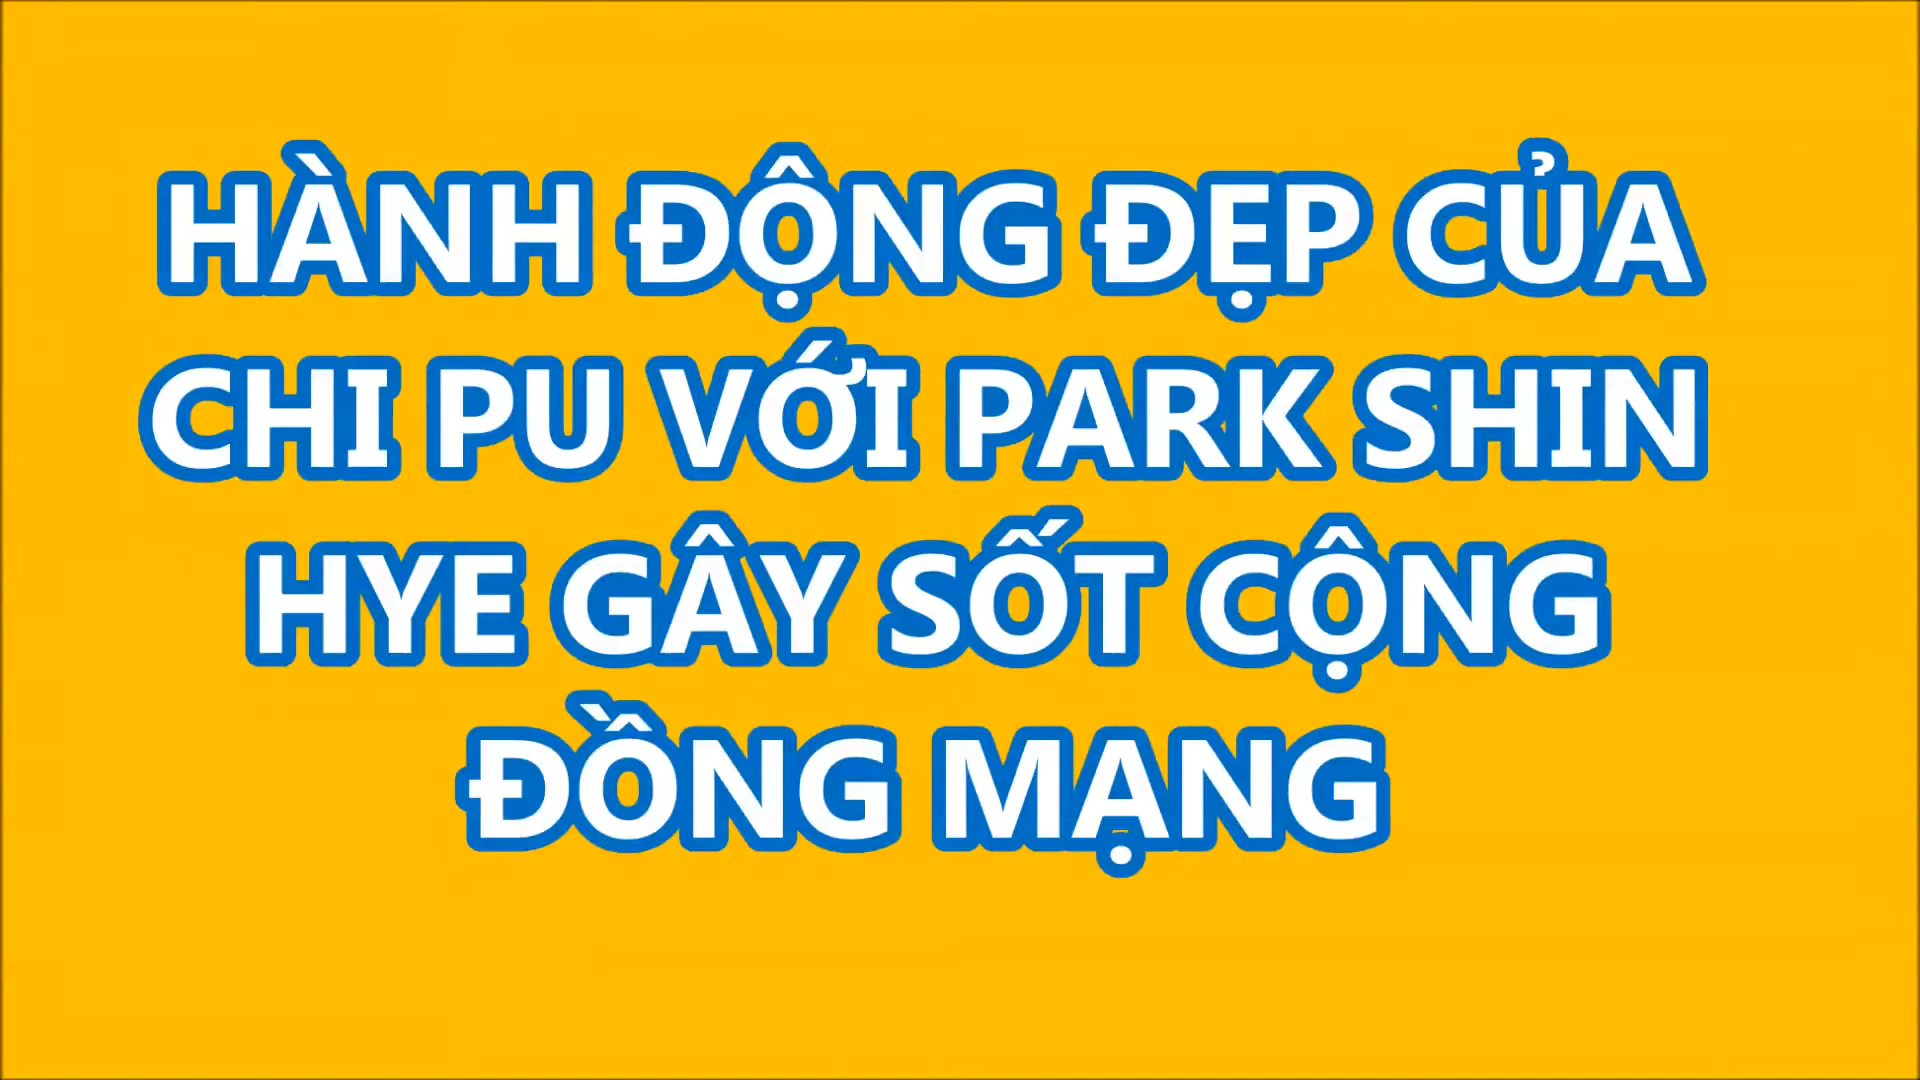 HÀNH ĐỘNG ĐẸP CỦA
CHI PU VỚI PARK SHIN
HYE GÂY SỐT CỘNG
ĐỒNG MẠNG